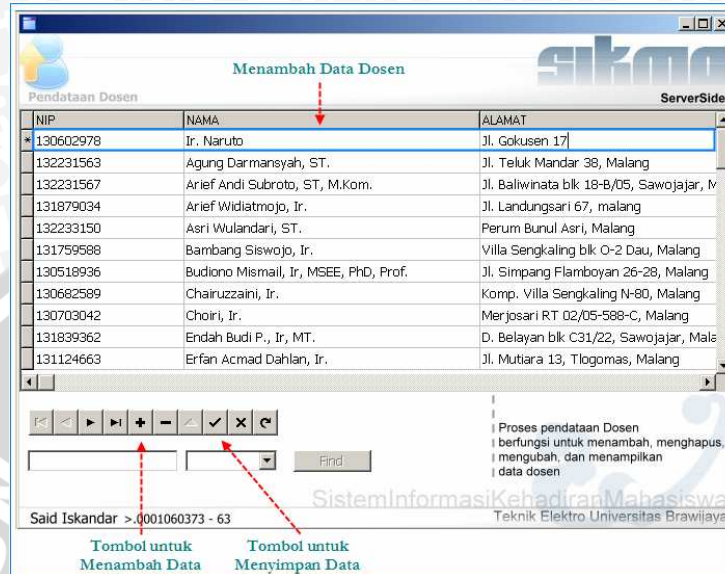 Menambah Data Dosen
sikma
Pendataan Dosen
ServerSide
NIP NAMA ALAMAT
* 130602978 Ir. Naruto Jl. Gokusen 17
132231563 Agung Darmansyah, ST. Jl. Teluk Mandar 38, Malang
132231567 Arief Andi Subroto, ST, M.Kom. Jl. Baliwinata blk 18-B/05, Sawojajar, M
131879034 Arief Widiatmojo, Ir. Jl. Landungsari 67, malang
132233150 Asri Wulandari, ST. Perum Bunul Asri, Malang
131759588 Bambang Siswojo, Ir. Villa Sengkaling blk O-2 Dau, Malang
130518936 Budiono Mismail, Ir, MSEE, PhD, Prof. Jl. Simpang Flamboyan 26-28, Malang
130682589 Chairuzzaini, Ir. Komp. Villa Sengkaling N-80, Malang
130703042 Choiri, Ir. Merjosari RT 02/05-588-C, Malang
131839362 Endah Budi P., Ir, MT. D. Belayan blk C31/22, Sawojajar, Mala
131124663 Erfan Acmad Dahlan, Ir. Jl. Mutiara 13, Tlogomas, Malang
Proses pendataan Dosen
berfungsi untuk menambah, menghapus,
mengubah, dan menampilkan
data dosen
Find
SistemInformasiKehadiranMahasiswa
Said Iskandar >.0001060373 - 63
Teknik Elektro Universitas Brawijaya
Tombol untuk
Menambah Data
Tombol untuk
Menyimpan Data